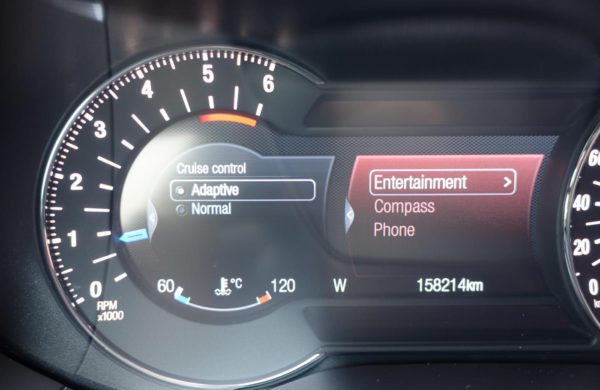 6
5
4
3
2
1
0
RPM
x1000
Cruise control
Adaptive
Normal
60 °C 120
Entertainment >
Compass
Phone
W 158214km
60
40
20
0